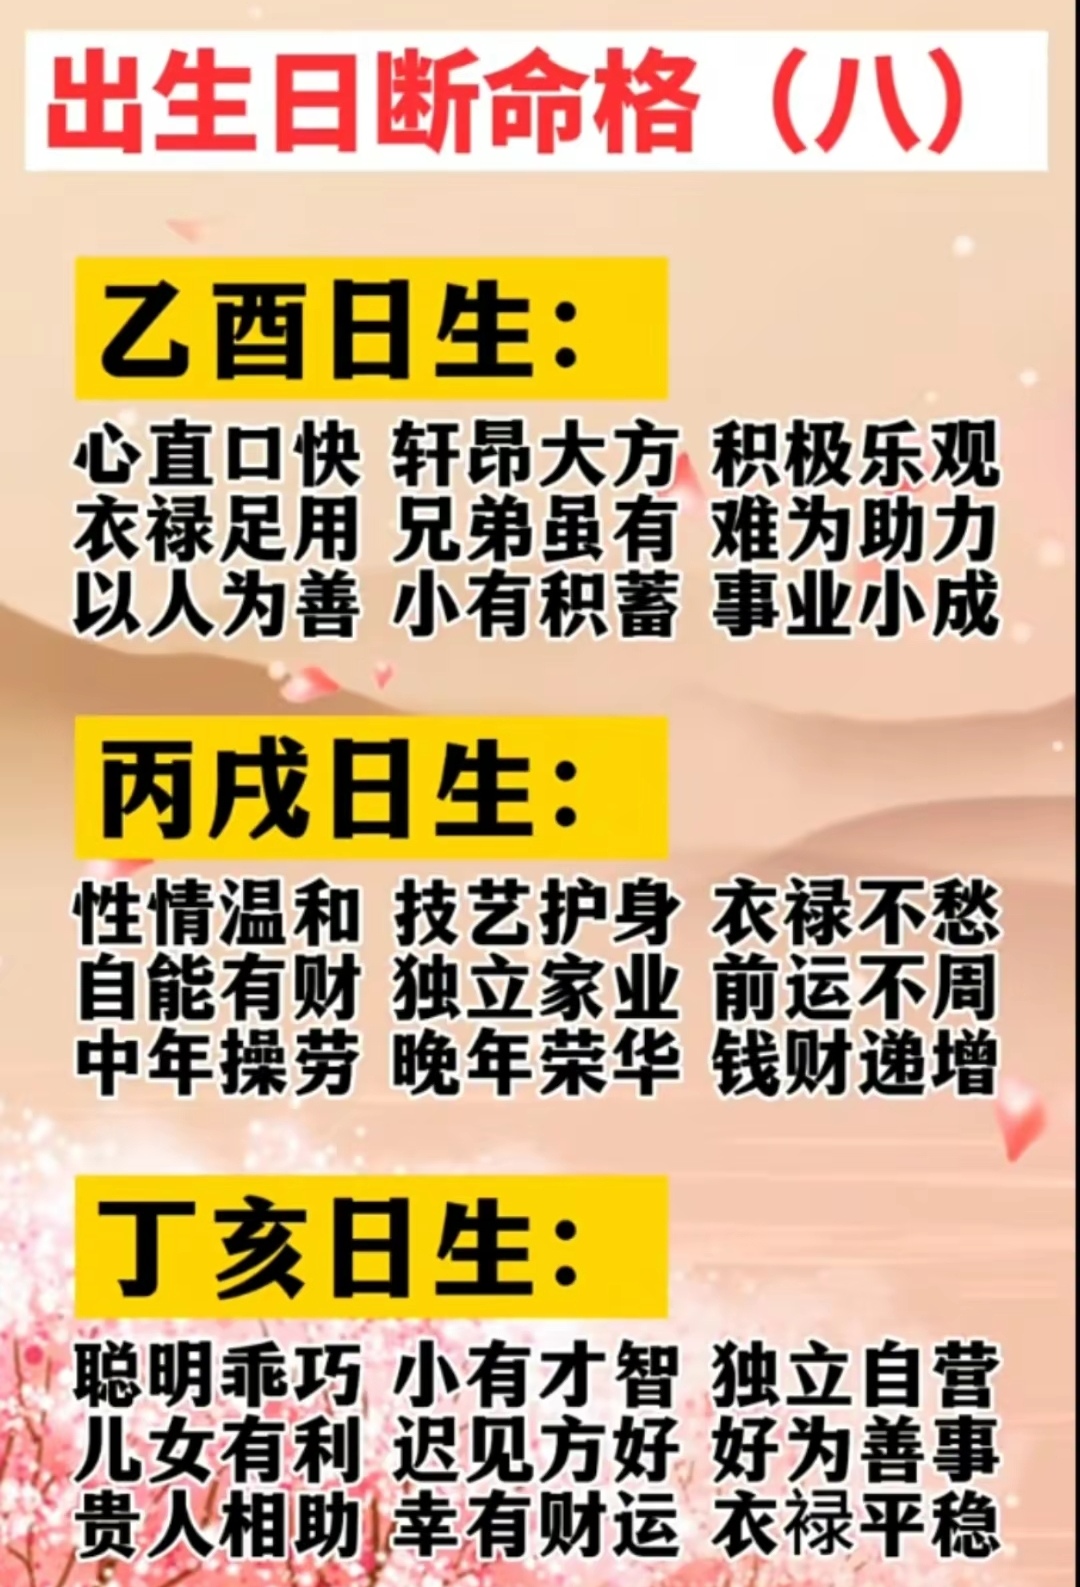 出生日断命格（八）
乙酉日生：
心直口快 轩昂大方 积极乐观
衣禄足用 兄弟虽有 难为助力
以人为善 小有积蓄 事业小成
丙戌日生：
性情温和 技艺护身 衣禄不愁
自能有财 独立家业 前运不周
中年操劳 晚年荣华 钱财递增
丁亥日生：
聪明乖巧 小有才智 独立自营
儿女有利 迟见方好 好为善事
贵人相助 幸有财运 衣禄平稳